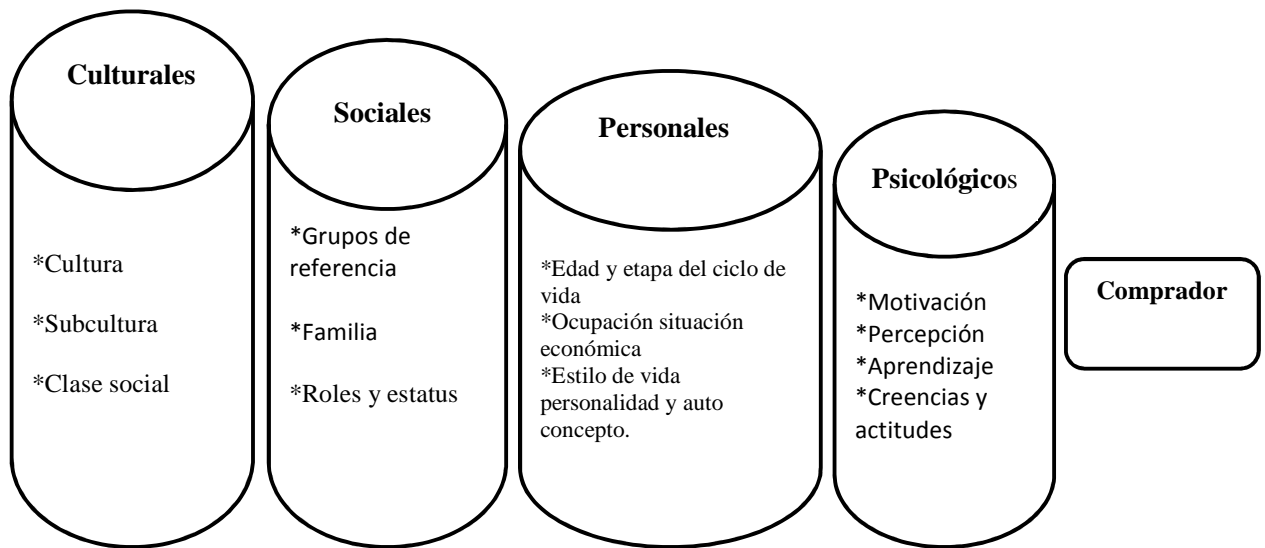 Culturales
*Cultura
*Subcultura
*Clase social
Sociales
*Grupos de
referencia
*Familia
*Roles y estatus
Personales
*Edad y etapa del ciclo de
vida
*Ocupación situación
económica
*Estilo de vida
personalidad y auto
concepto.
Psicológicos
*Motivación
*Percepción
*Aprendizaje
*Creencias y
actitudes
Comprador